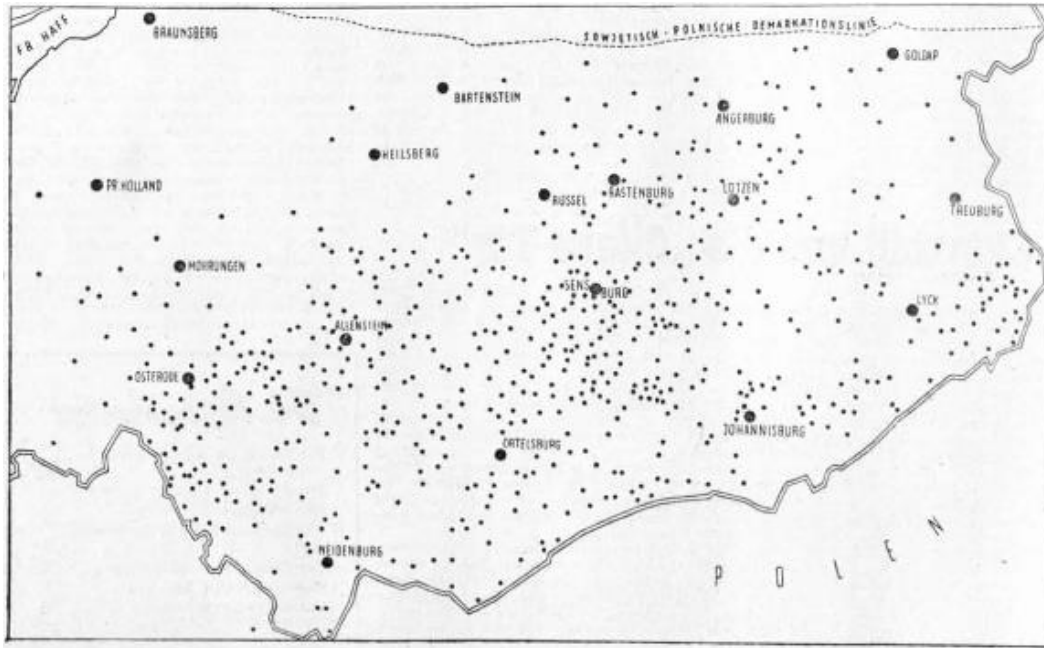 FR. HAFF
BRAUNSBERG
SOWJETISCH-POLNISCHE DEMARKATIONSLINIE
GOLDAP
BARTENSTEIN
ANGERBURG
HEILSBERG
PR. HOLLAND
RÖSSEL
RASTENBURG
LÖTZEN
TREUBURG
MOHRUNGEN
SENSBURG
LYCK
ALLENSTEIN
OSTERODE
JOHANNISBURG
ORTELSBURG
NEIDENBURG
POLEN